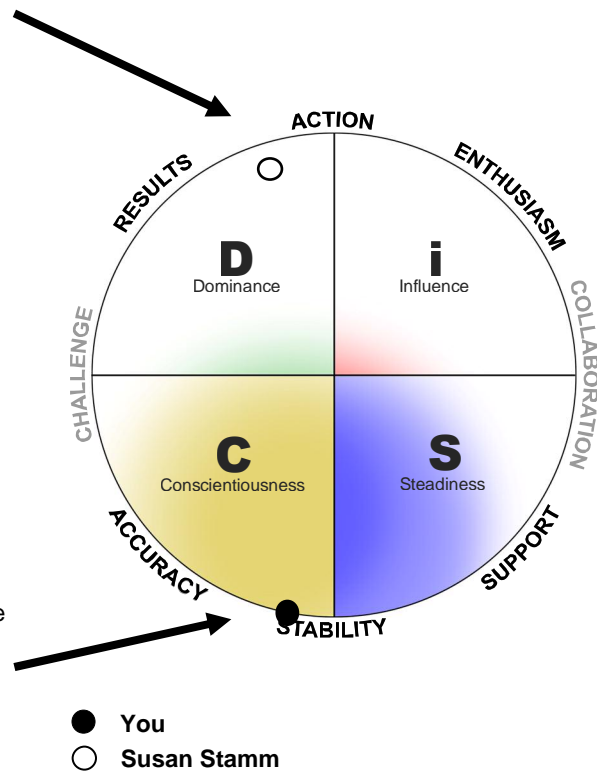 ACTION
RESULTS
ENTHUSIASM
D
Dominance
i
Influence
CHALLENGE
COLLABORATION
C
Conscientiousness
S
Steadiness
ACCURACY
SUPPORT
e
STABILITY
You
Susan Stamm